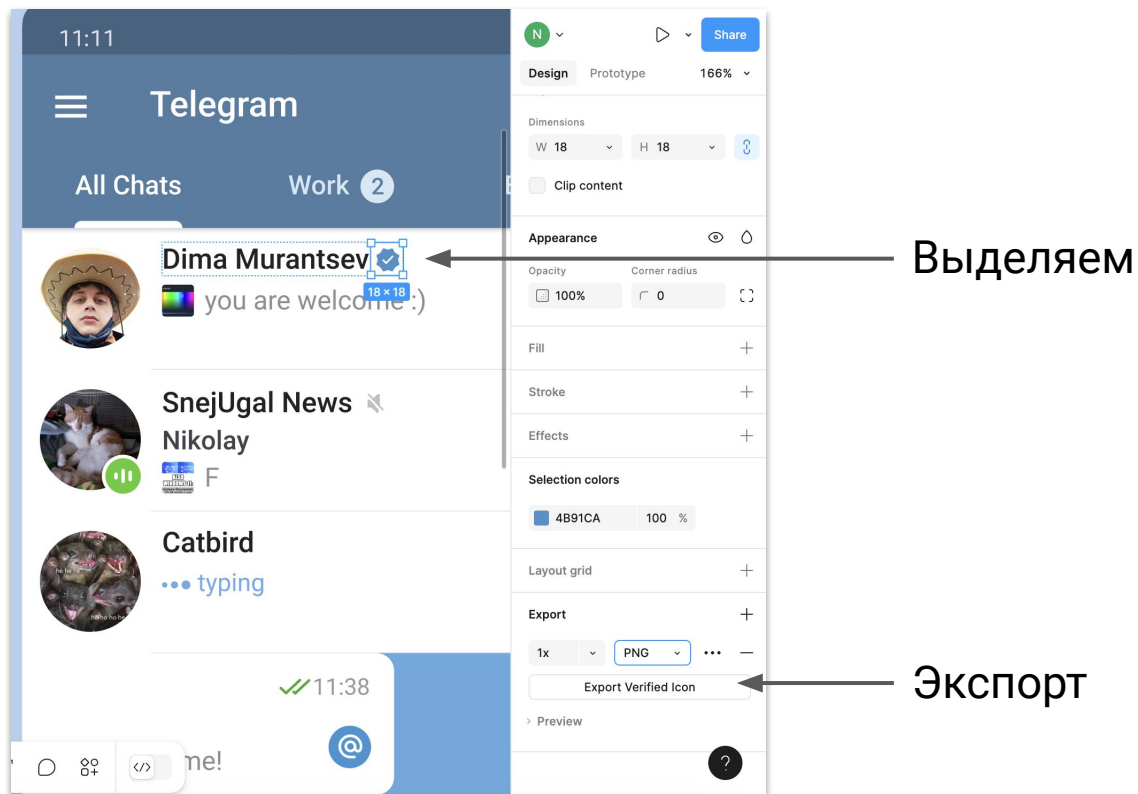 11:11
Telegram
All Chats
Work 2
Dima Murantsev
18 × 18
you are welcome :)
SnejUgal News
Nikolay
F
Catbird
typing
11:38
@
me!
</>
N
Share
Design Prototype 166%
Dimensions
W 18 H 18
Clip content
Appearance
Opacity Corner radius
100% 0
Fill
Stroke
Effects
Selection colors
4B91CA 100 %
Layout grid
Export
1x PNG
Export Verified Icon
Preview
?
Выделяем
Экспорт